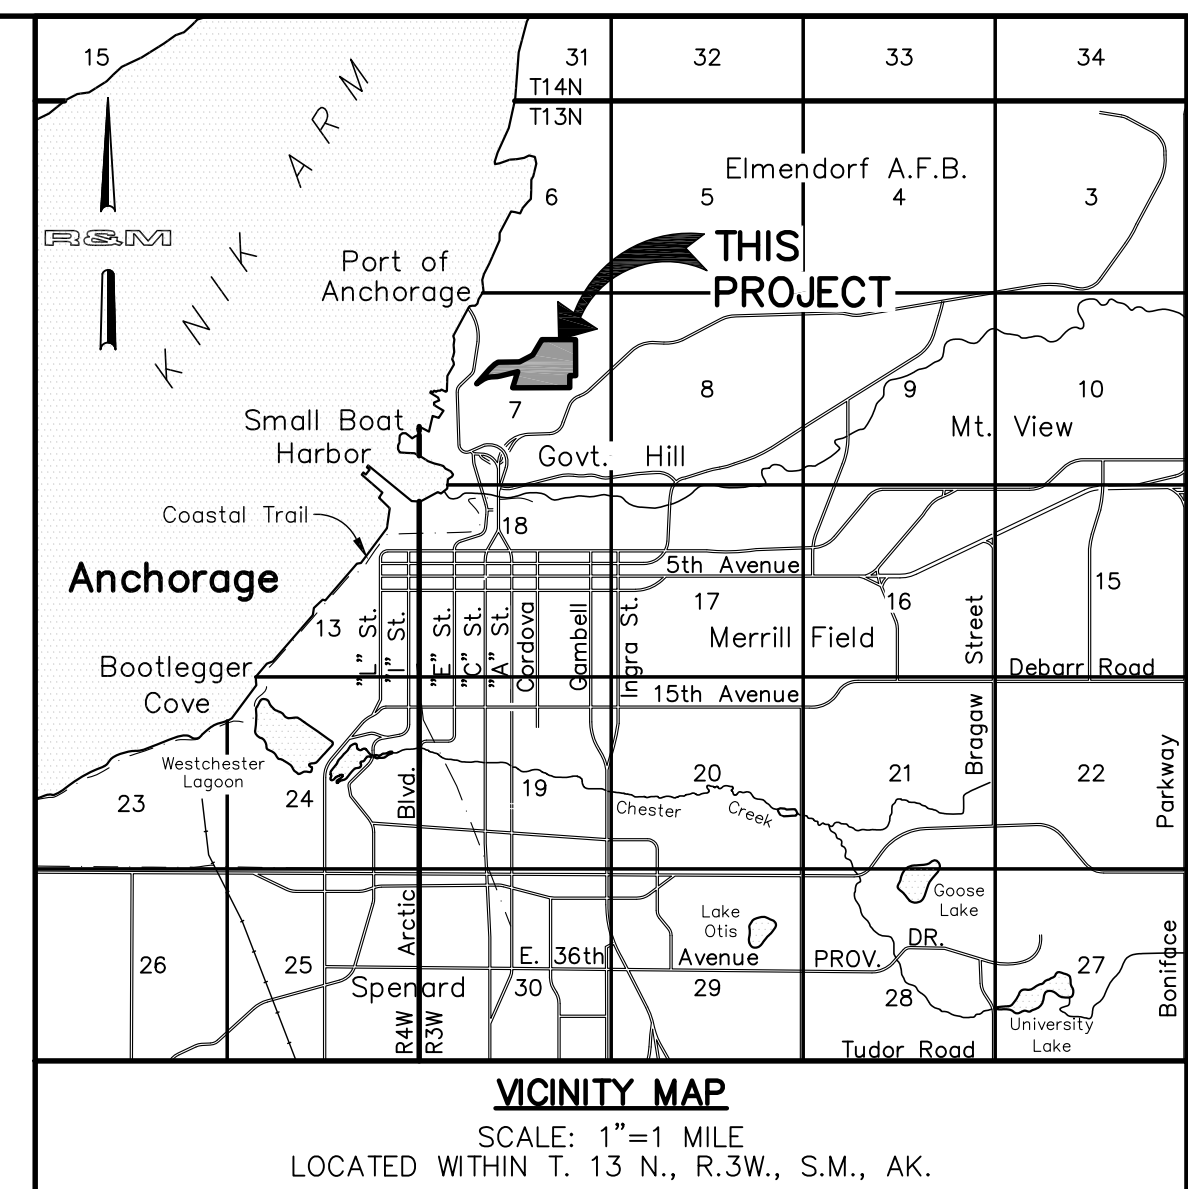 15
31
32
33
34
T14N
T13N
KNIK ARM
Elmendorf A.F.B.
6
5
4
3
R&M
THIS
PROJECT
Port of
Anchorage
7
8
9
10
Small Boat
Harbor
Mt. View
Govt. Hill
Coastal Trail
18
5th Avenue
Anchorage
13
17
16
15
"L" St.
"I" St.
"E" St.
"C" St.
"A" St.
Cordova
Gambell
Ingra St.
Merrill Field
Street
Bragaw
Debarr Road
Bootlegger
Cove
15th Avenue
Westchester
Lagoon
23
24
Blvd.
Arctic
19
20
21
22
Chester Creek
Parkway
Boniface
Goose
Lake
Lake
Otis
26
25
E. 36th Avenue
PROV. DR.
27
Spenard
30
29
28
University
Lake
R4W
R3W
Tudor Road
VICINITY MAP
SCALE: 1"=1 MILE
LOCATED WITHIN T. 13 N., R.3W., S.M., AK.